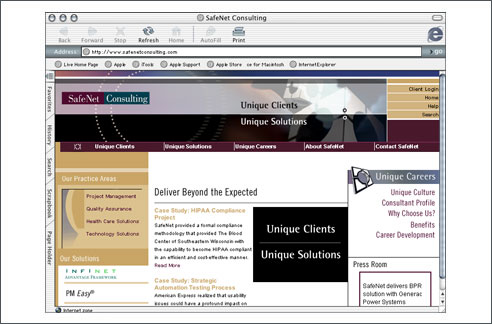 SafeNet Consulting
Back Forward Stop Refresh Home AutoFill Print
Address: http://www.safenetconsulting.com go
Live Home Page Apple iTools Apple Support Apple Store ce for Macintosh InternetExplorer
Favorites
History
Search
Scrapbook
Page Holder
SafeNet Consulting
Unique Clients
Unique Solutions
Client Login
Home
Help
Search
Unique Clients Unique Solutions Unique Careers About SafeNet Contact SafeNet
Our Practice Areas
Project Management
Quality Assurance
Health Care Solutions
Technology Solutions
Our Solutions
INFINET
ADVANTAGE FRAMEWORK
PM Easy®
Deliver Beyond the Expected
Case Study: HIPAA Compliance
Project
SafeNet provided a formal compliance
methodology that provided The Blood
Center of Southeastern Wisconsin with
the capability to become HIPAA compliant
in an efficient and cost-effective manner.
Read More
Case Study: Strategic
Automation Testing Process
American Express realized that usability
issues could have a profound impact on
Unique Clients
Unique Solutions
Unique Careers
Unique Culture
Consultant Profile
Why Choose Us?
Benefits
Career Development
Press Room
SafeNet delivers BPR
solution with Generac
Power Systems
Internet zone